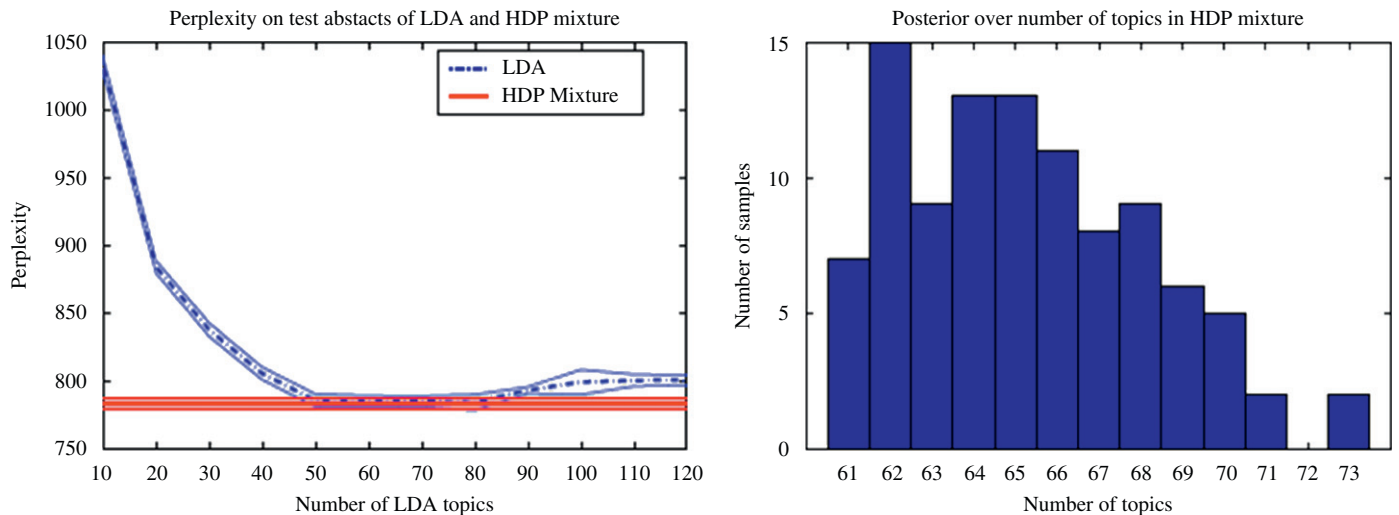 Perplexity on test abstacts of LDA and HDP mixture
1050
1000
950
900
850
800
750
Perplexity
LDA
HDP Mixture
10 20 30 40 50 60 70 80 90 100 110 120
Number of LDA topics
Posterior over number of topics in HDP mixture
15
10
5
0
Number of samples
61 62 63 64 65 66 67 68 69 70 71 72 73
Number of topics